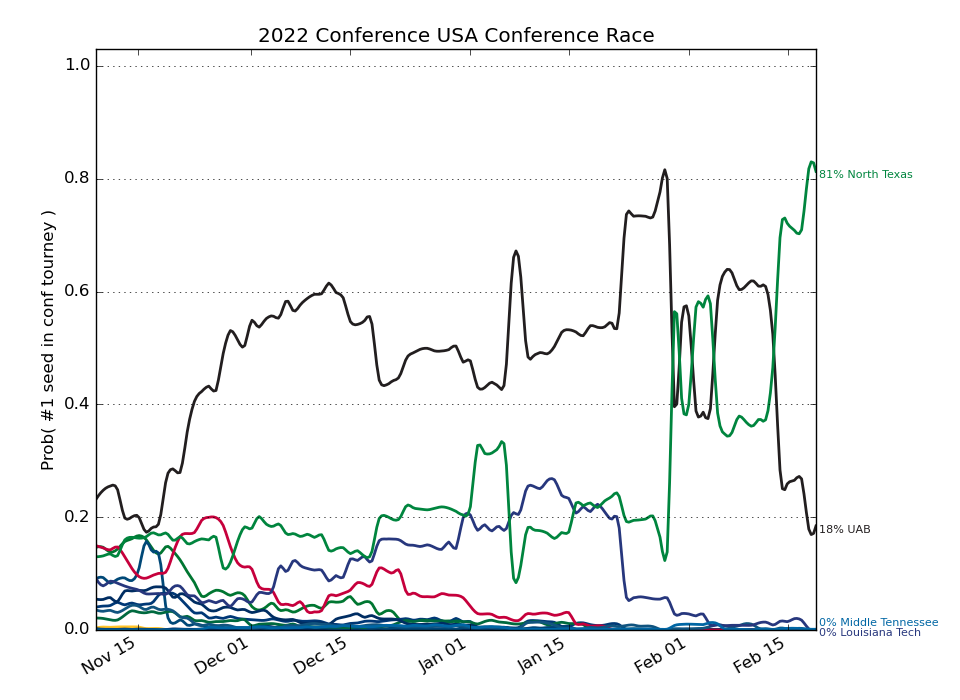 2022 Conference USA Conference Race
Prob( #1 seed in conf tourney )
1.0
0.8
0.6
0.4
0.2
0.0
81% North Texas
18% UAB
0% Middle Tennessee
0% Louisiana Tech
Nov 15
Dec 01
Dec 15
Jan 01
Jan 15
Feb 01
Feb 15